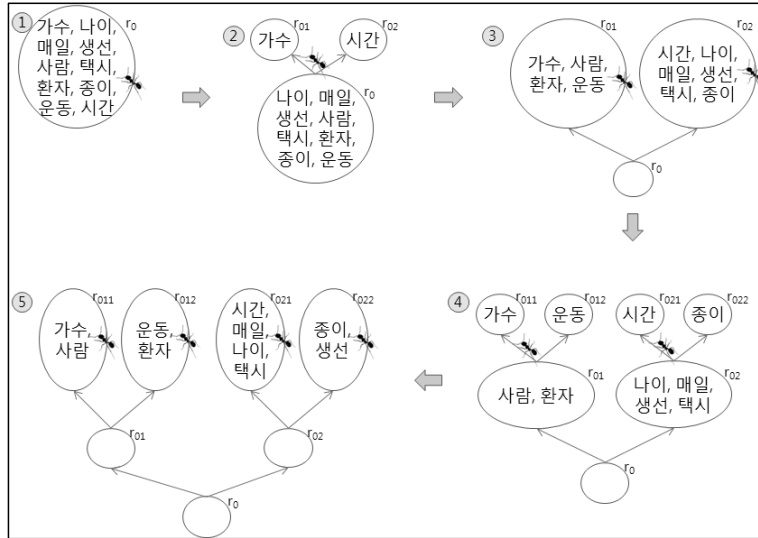 ①
r0
가수, 나이,
매일, 생선,
사람, 택시,
환자, 종이,
운동, 시간
②
r01
가수
r02
시간
r0
나이, 매일,
생선, 사람,
택시, 환자,
종이, 운동
③
r01
가수, 사람,
환자, 운동
r02
시간, 나이,
매일, 생선,
택시, 종이
r0
④
r011
가수
r012
운동
r021
시간
r022
종이
r01
사람, 환자
r02
나이, 매일,
생선, 택시
r0
⑤
r011
가수,
사람
r012
운동,
환자
r021
시간,
매일,
나이,
택시
r022
종이,
생선
r01
r02
r0